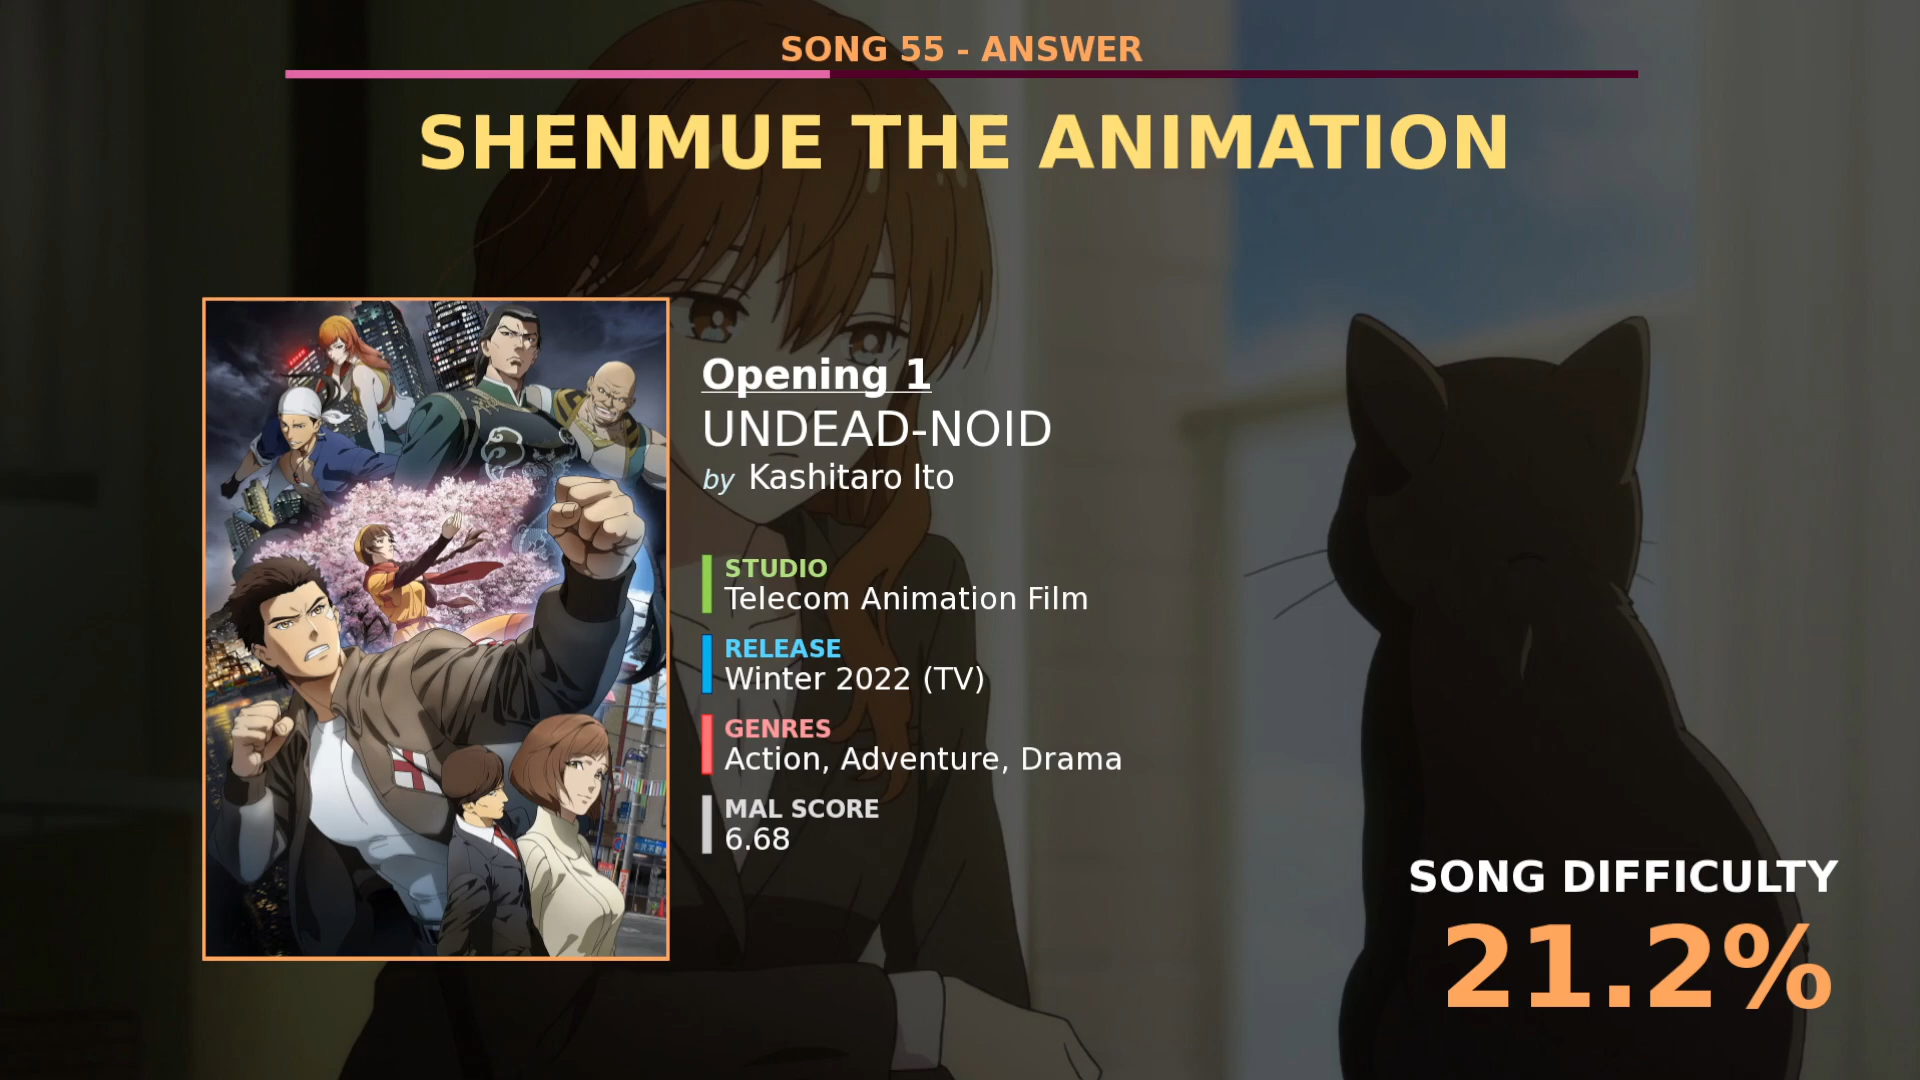 SONG 55 - ANSWER
SHENMUE THE ANIMATION
Opening 1
UNDEAD-NOID
by Kashitaro Ito
STUDIO
Telecom Animation Film
RELEASE
Winter 2022 (TV)
GENRES
Action, Adventure, Drama
MAL SCORE
6.68
SONG DIFFICULTY
21.2%